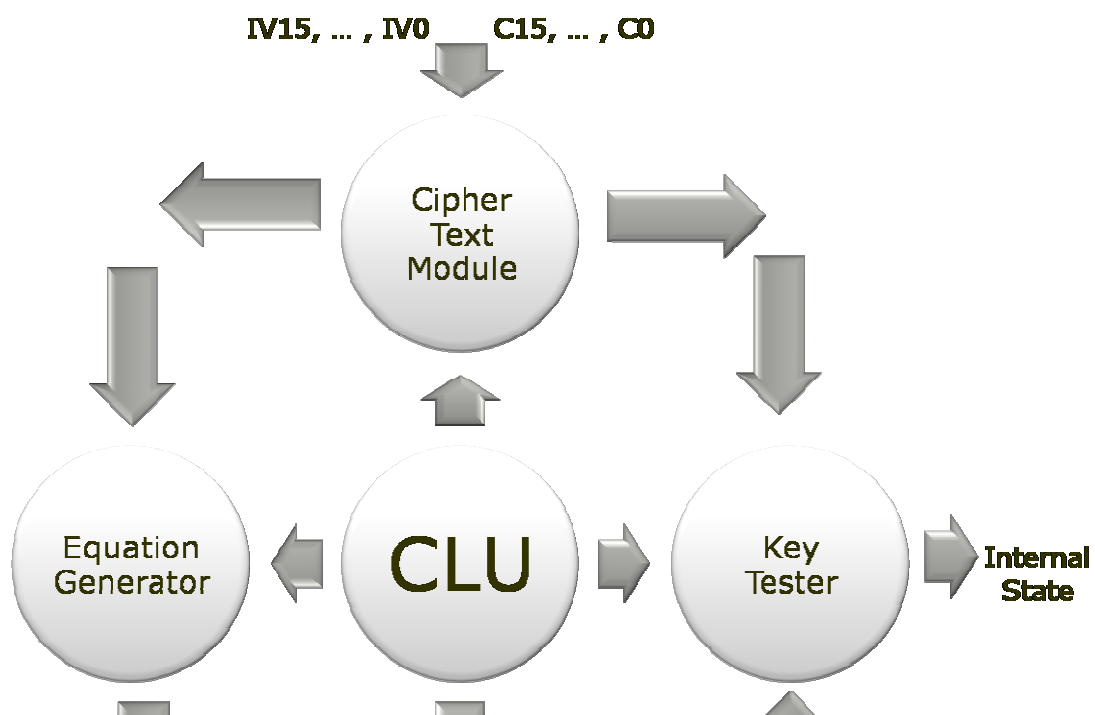 IV15, ... , IV0 C15, ... , C0
Cipher
Text
Module
Equation
Generator
CLU
Key
Tester
Internal
State